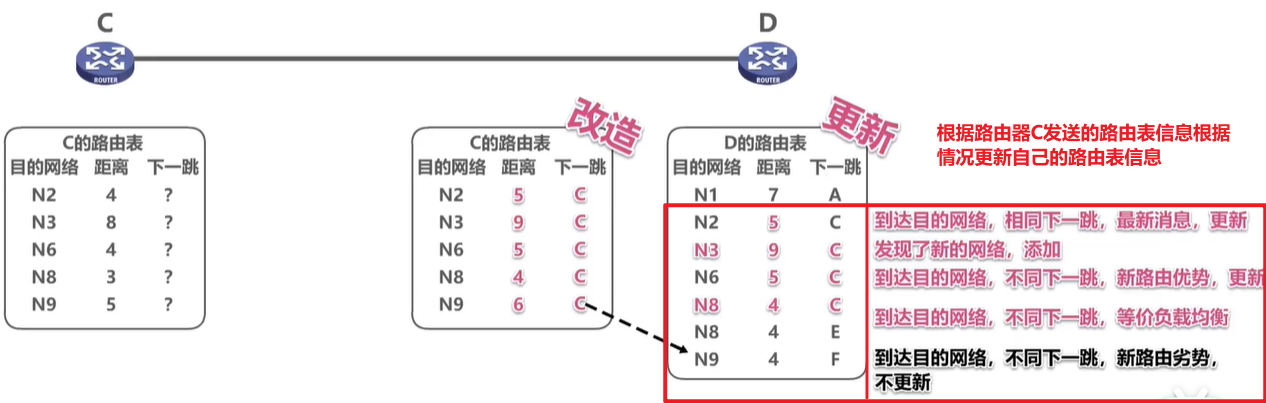 C
D
ROUTER
ROUTER
改造
更新
根据路由器C发送的路由表信息根据
情况更新自己的路由表信息
C的路由表
目的网络 距离 下一跳
N2 4 ?
N3 8 ?
N6 4 ?
N8 3 ?
N9 5 ?
C的路由表
目的网络 距离 下一跳
N2 5 C
N3 9 C
N6 5 C
N8 4 C
N9 6 C
D的路由表
目的网络 距离 下一跳
N1 7 A
N2 5 C
N3 9 C
N6 5 C
N8 4 C
N8 4 E
N9 4 F
到达目的网络，相同下一跳，最新消息，更新
发现了新的网络，添加
到达目的网络，不同下一跳，新路由优势，更新
到达目的网络，不同下一跳，等价负载均衡
到达目的网络，不同下一跳，新路由劣势，
不更新